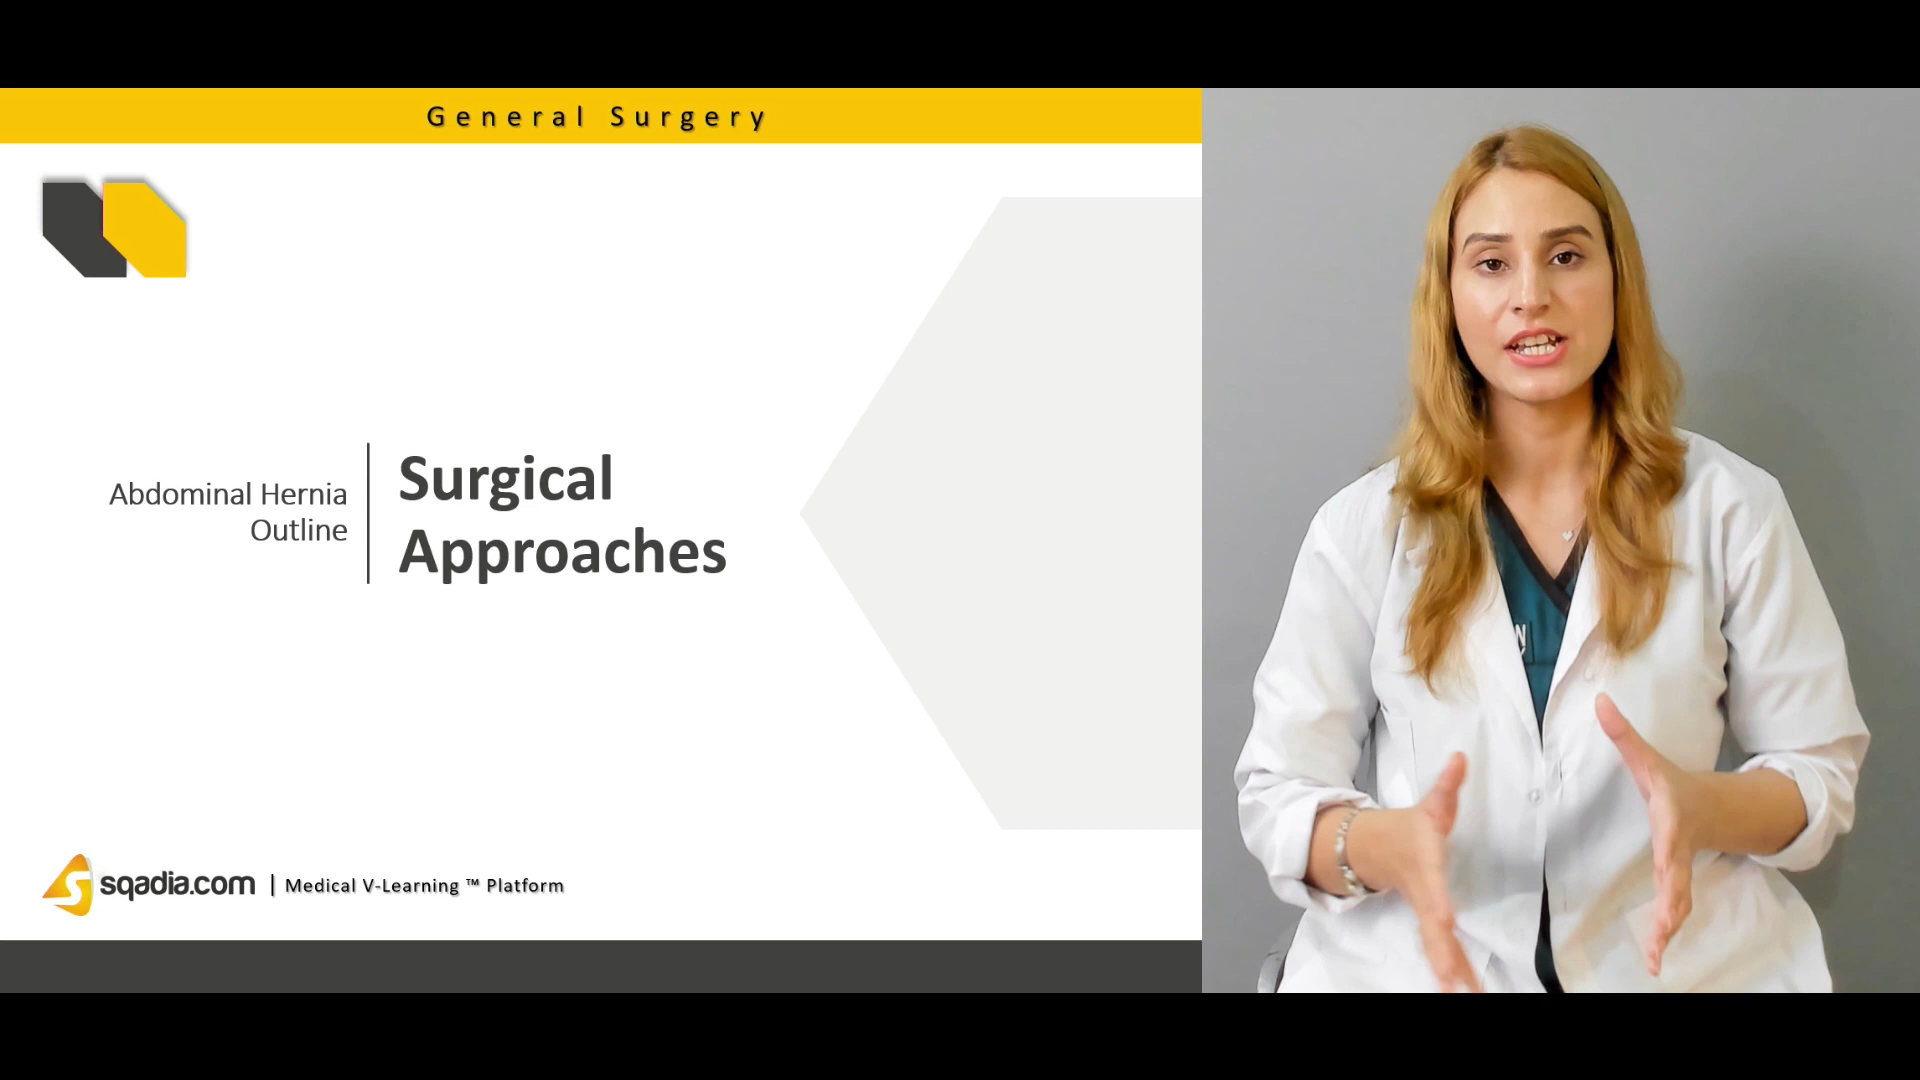 General Surgery
Abdominal Hernia
Outline
Surgical
Approaches
sqadia.com | Medical V-Learning ™ Platform